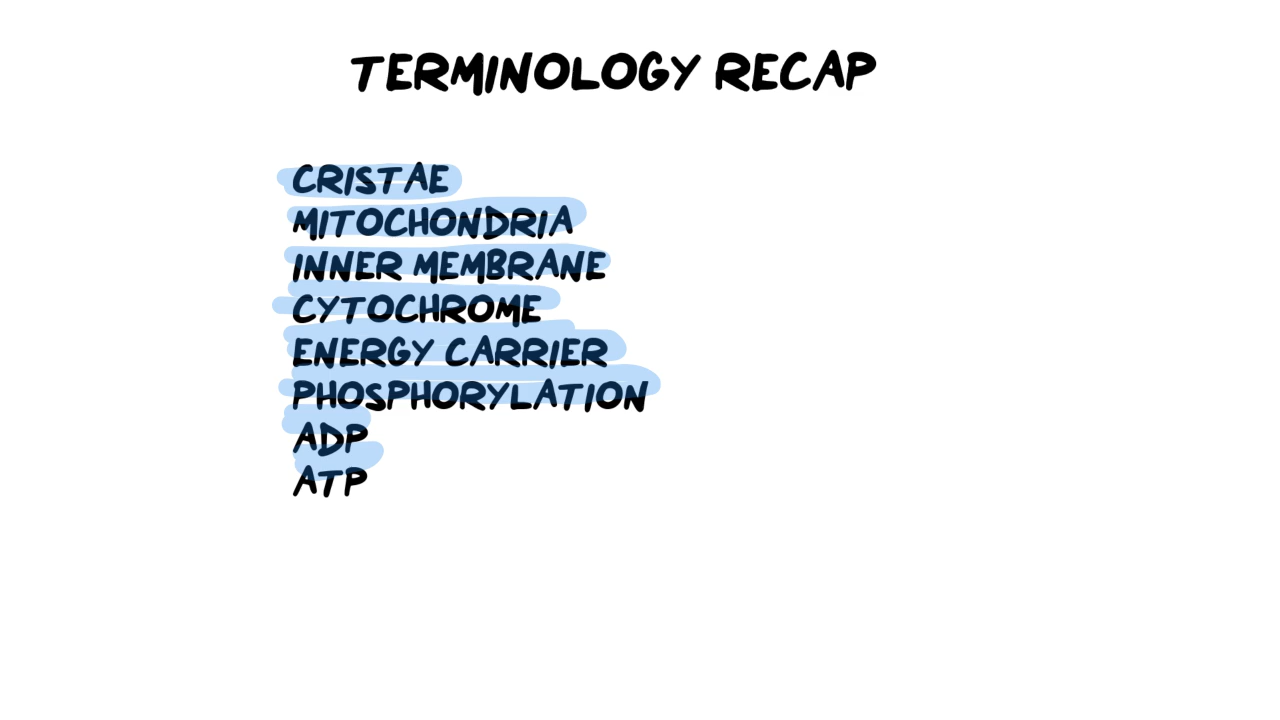 TERMINOLOGY RECAP
CRISTAE
MITOCHONDRIA
INNER MEMBRANE
CYTOCHROME
ENERGY CARRIER
PHOSPHORYLATION
ADP
ATP